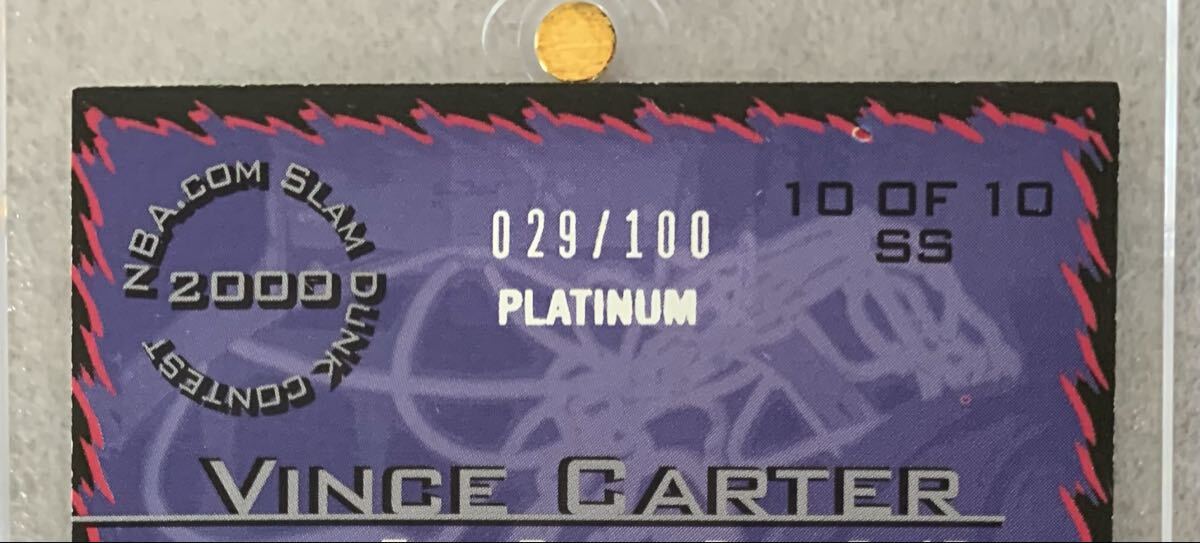 NBA.COM SLAM DUNK CONTEST
2000
029/100
PLATINUM
10 OF 10
SS
VINCE CARTER